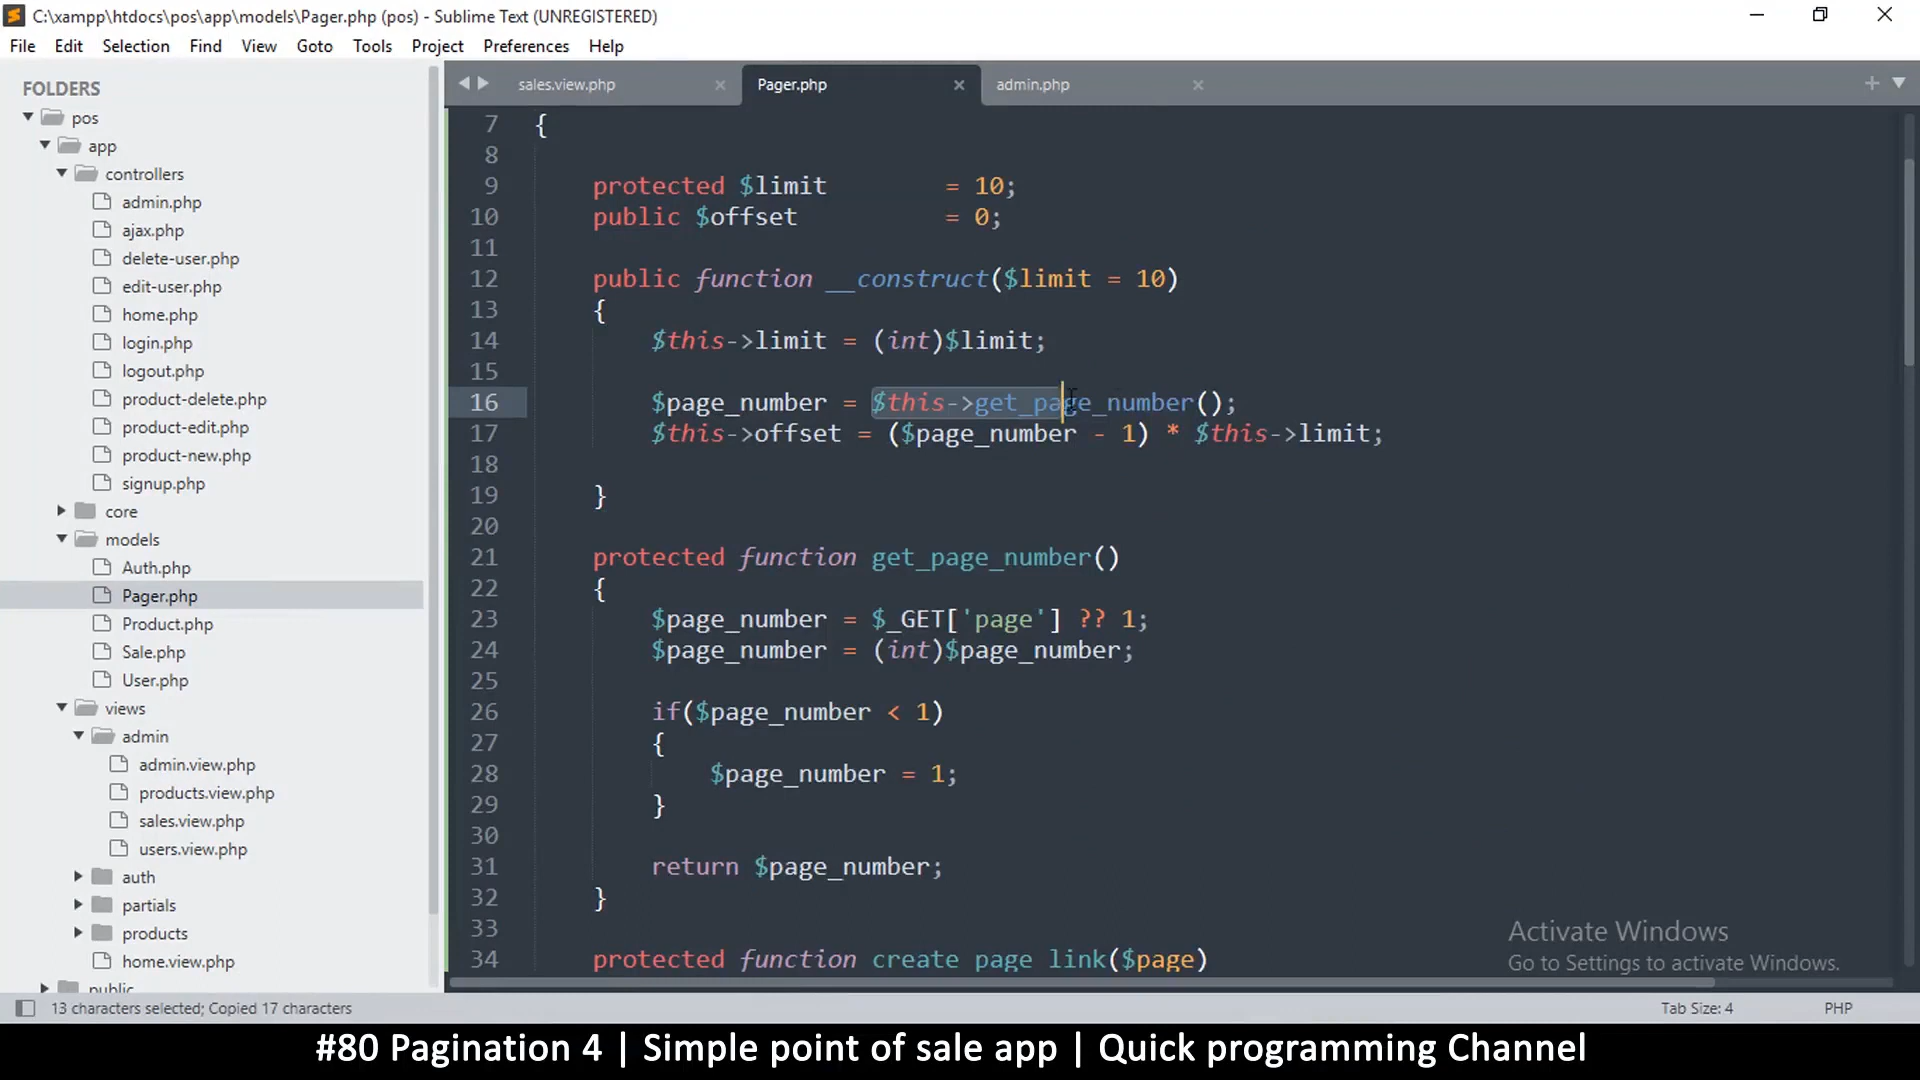 C:\xampp\htdocs\pos\app\models\Pager.php (pos) - Sublime Text (UNREGISTERED)
File Edit Selection Find View Goto Tools Project Preferences Help
FOLDERS
pos
app
controllers
admin.php
ajax.php
delete-user.php
edit-user.php
home.php
login.php
logout.php
product-delete.php
product-edit.php
product-new.php
signup.php
core
models
Auth.php
Pager.php
Product.php
Sale.php
User.php
views
admin
admin.view.php
products.view.php
sales.view.php
users.view.php
auth
partials
products
home.view.php
public
sales.view.php Pager.php admin.php
7 {
8
9 protected $limit = 10;
10 public $offset = 0;
11
12 public function __construct($limit = 10)
13 {
14 $this->limit = (int)$limit;
15
16 $page_number = $this->get_page_number();
17 $this->offset = ($page_number - 1) * $this->limit;
18
19 }
20
21 protected function get_page_number()
22 {
23 $page_number = $_GET['page'] ?? 1;
24 $page_number = (int)$page_number;
25
26 if($page_number < 1)
27 {
28 $page_number = 1;
29 }
30
31 return $page_number;
32 }
33
34 protected function create_page_link($page)
Activate Windows
Go to Settings to activate Windows.
13 characters selected; Copied 17 characters Tab Size: 4 PHP
#80 Pagination 4 | Simple point of sale app | Quick programming Channel